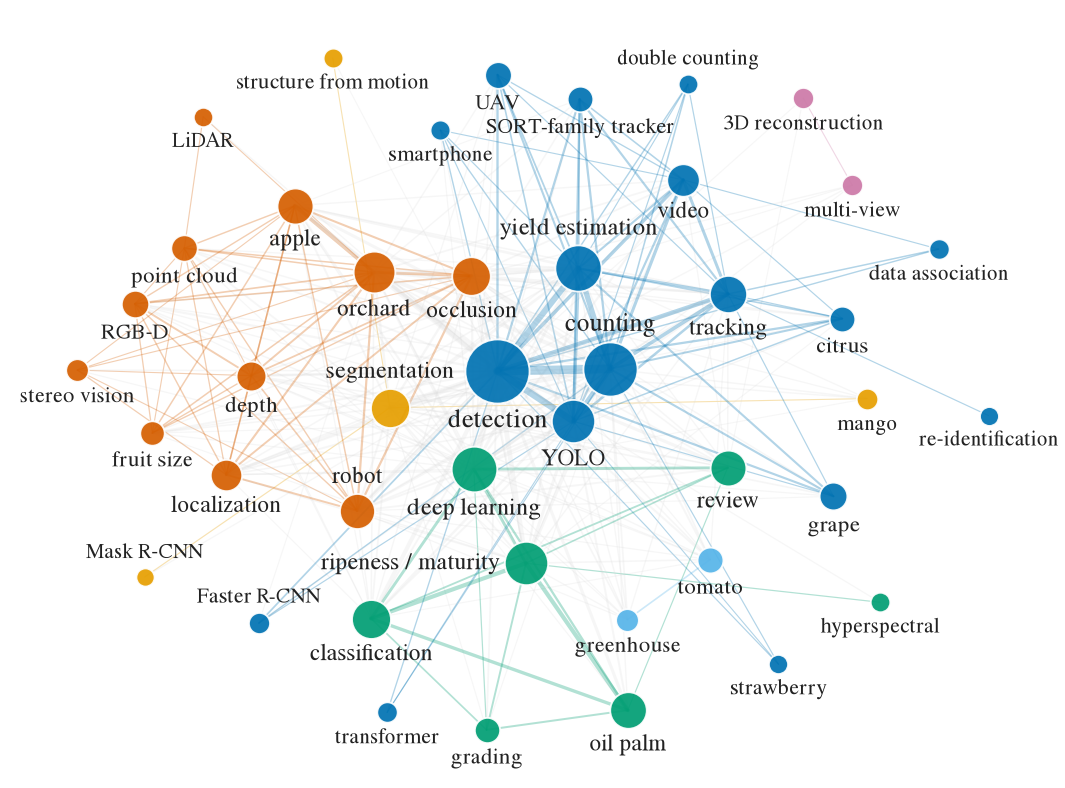 double counting
structure from motion
UAV
3D reconstruction
SORT-family tracker
LiDAR
smartphone
video
multi-view
yield estimation
apple
data association
point cloud
orchard
occlusion
counting
tracking
RGB-D
citrus
segmentation
stereo vision
depth
detection
mango
re-identification
YOLO
fruit size
robot
review
localization
deep learning
grape
Mask R-CNN
ripeness / maturity
tomato
Faster R-CNN
hyperspectral
greenhouse
classification
strawberry
transformer
oil palm
grading